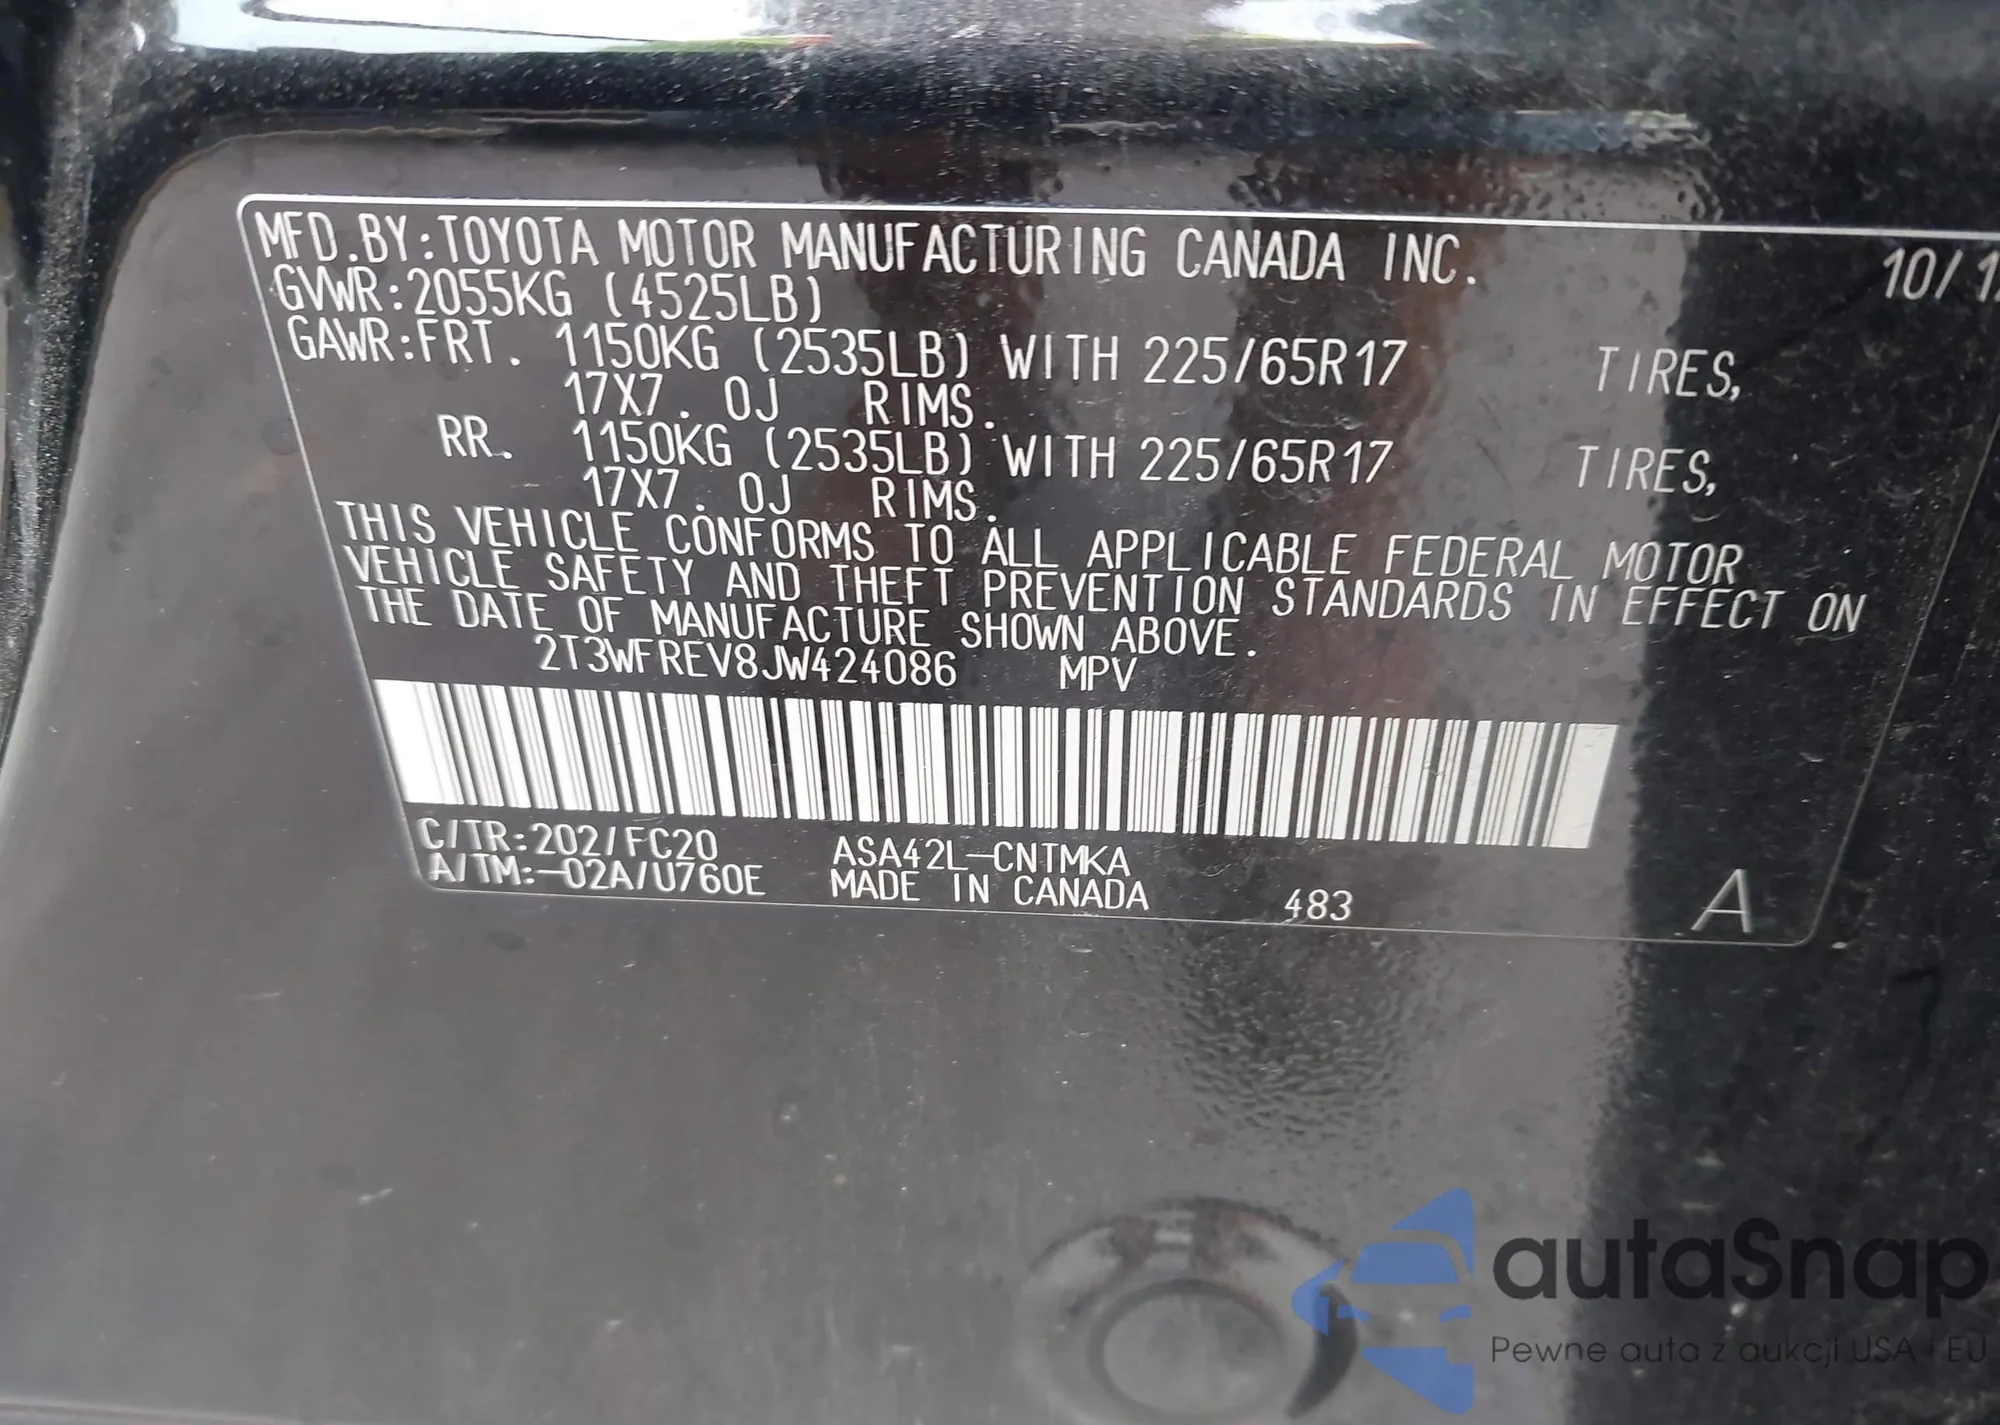 MFD.BY:TOYOTA MOTOR MANUFACTURING CANADA INC. 10/1
GVWR:2055KG (4525LB)
GAWR:FRT. 1150KG (2535LB) WITH 225/65R17 TIRES,
17X7.0J RIMS.
RR. 1150KG (2535LB) WITH 225/65R17 TIRES,
17X7.0J RIMS.
THIS VEHICLE CONFORMS TO ALL APPLICABLE FEDERAL MOTOR
VEHICLE SAFETY AND THEFT PREVENTION STANDARDS IN EFFECT ON
THE DATE OF MANUFACTURE SHOWN ABOVE.
2T3WFREV8JW424086 MPV
C/TR:202/FC20 ASA42L-CNTMKA
A/TM:-02A/U760E MADE IN CANADA 483 A
autaSnap
Pewne auta z aukcji USA i EU